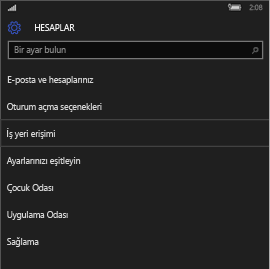 2:08
HESAPLAR
Bir ayar bulun
E-posta ve hesaplarınız
Oturum açma seçenekleri
İş yeri erişimi
Ayarlarınızı eşitleyin
Çocuk Odası
Uygulama Odası
Sağlama